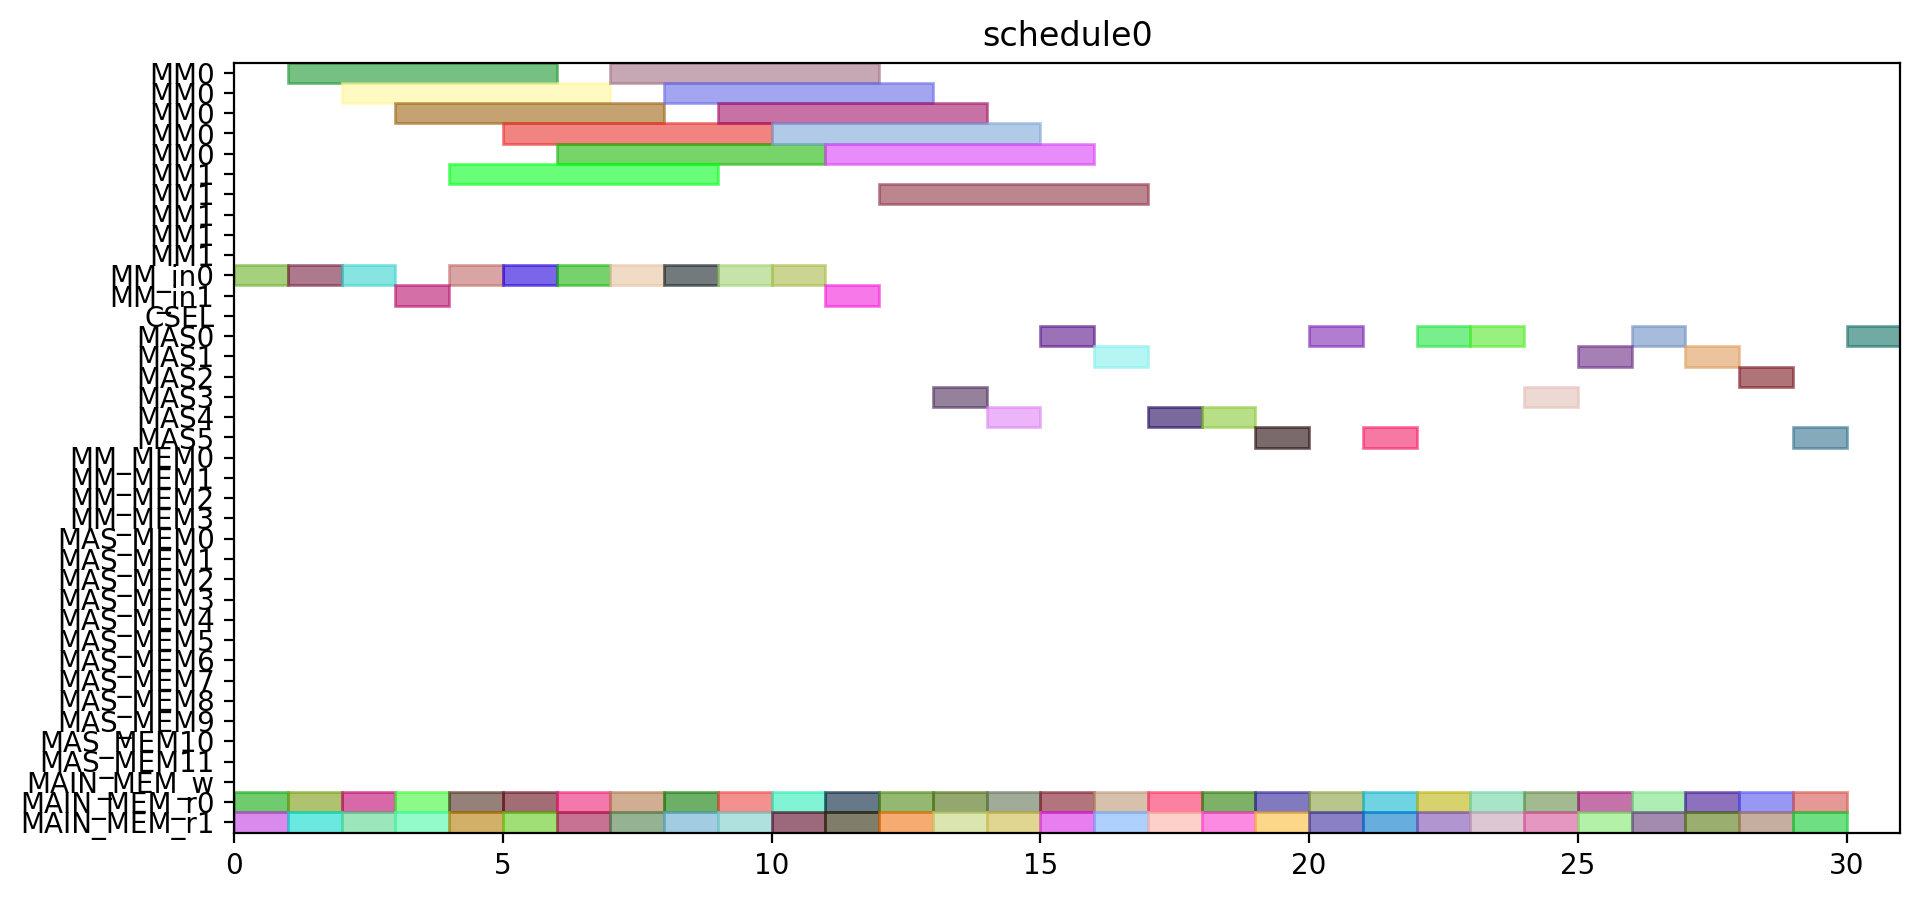 schedule0
MM0
MM0
MM0
MM0
MM0
MM1
MM1
MM1
MM1
MM1
MM_in0
MM_in1
CSEL
MAS0
MAS1
MAS2
MAS3
MAS4
MAS5
MM_MEM0
MM_MEM1
MM_MEM2
MM_MEM3
MAS_MEM0
MAS_MEM1
MAS_MEM2
MAS_MEM3
MAS_MEM4
MAS_MEM5
MAS_MEM6
MAS_MEM7
MAS_MEM8
MAS_MEM9
MAS_MEM10
MAS_MEM11
MAIN_MEM_w
MAIN_MEM_r0
MAIN_MEM_r1
0 5 10 15 20 25 30